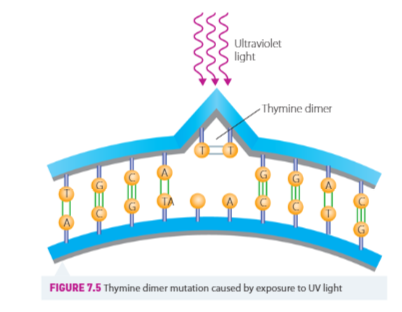 Ultraviolet
light
Thymine dimer
T G C A T T G G A C
A C G TA A C C T G
FIGURE 7.5 Thymine dimer mutation caused by exposure to UV light